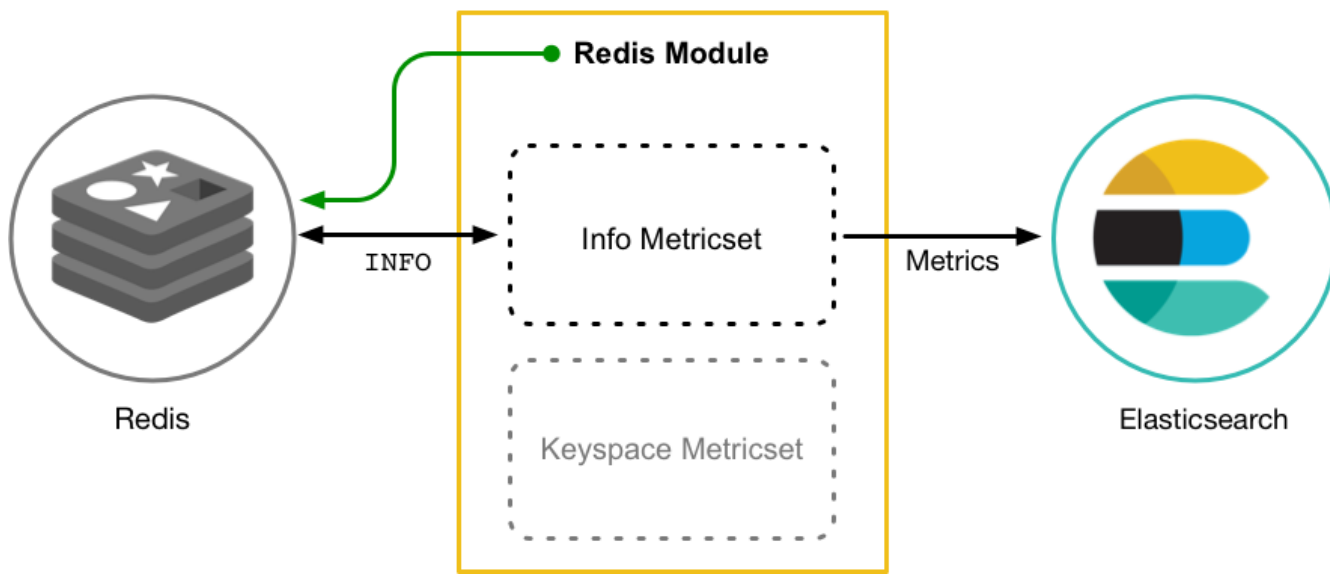 Redis Module
Info Metricset
INFO
Metrics
Redis
Elasticsearch
Keyspace Metricset